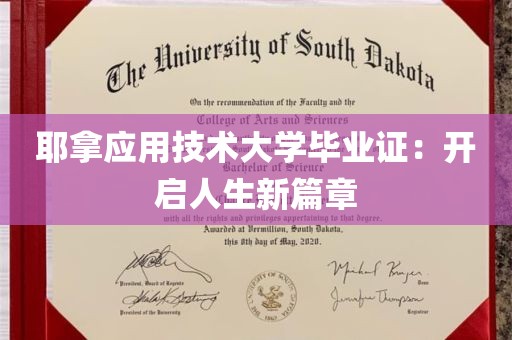 The University of South Dakota
On the recommendation of the Faculty and the
College of Arts and Sciences
耶拿应用技术大学毕业证：开
启人生新篇章
Bachelor of Science
with all the rights and privileges appertaining to that degree.
Awarded at Vermillion, South Dakota,
this 8th day of May, 2020.
President, Board of Regents
Dean
President of the University